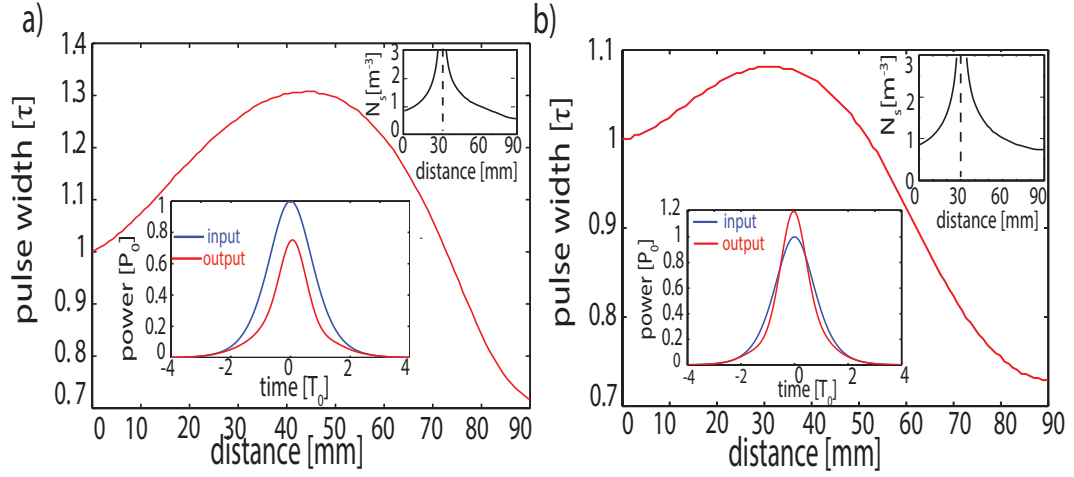 a)
pulse width [τ]
1.4
1.3
1.2
1.1
1
0.9
0.8
0.7
0 10 20 30 40 50 60 70 80 90
distance [mm]
N_s[m⁻³]
3
2
1
0
0 30 60 90
distance [mm]
power [P_0]
1
0.8
0.6
0.4
0.2
0
input
output
-4 -2 0 2 4
time [T_0]
b)
pulse width [τ]
1.1
1
0.9
0.8
0.7
0 10 20 30 40 50 60 70 80 90
distance [mm]
N_s[m⁻³]
3
2
1
0
0 30 60 90
distance [mm]
power [P_0]
1.2
1.0
0.8
0.6
0.4
0.2
0
input
output
-4 -2 0 2 4
time [T_0]